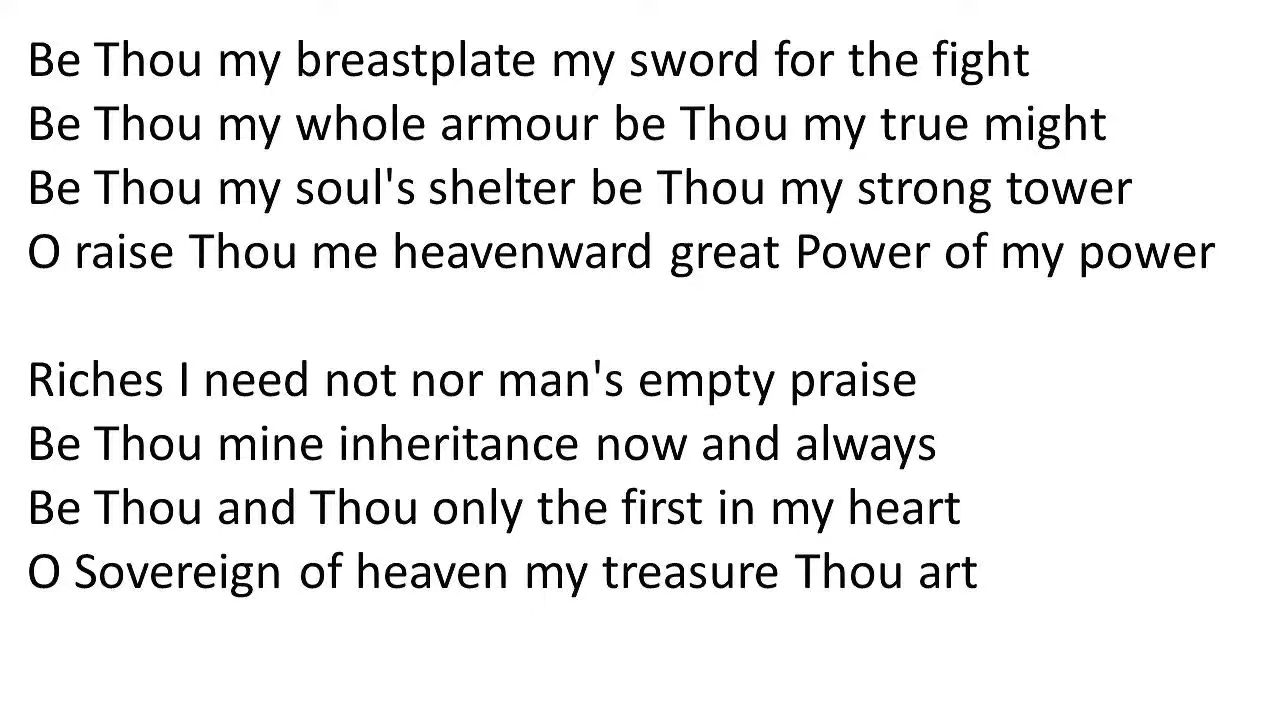 Be Thou my breastplate my sword for the fight
Be Thou my whole armour be Thou my true might
Be Thou my soul's shelter be Thou my strong tower
O raise Thou me heavenward great Power of my power
Riches I need not nor man's empty praise
Be Thou mine inheritance now and always
Be Thou and Thou only the first in my heart
O Sovereign of heaven my treasure Thou art